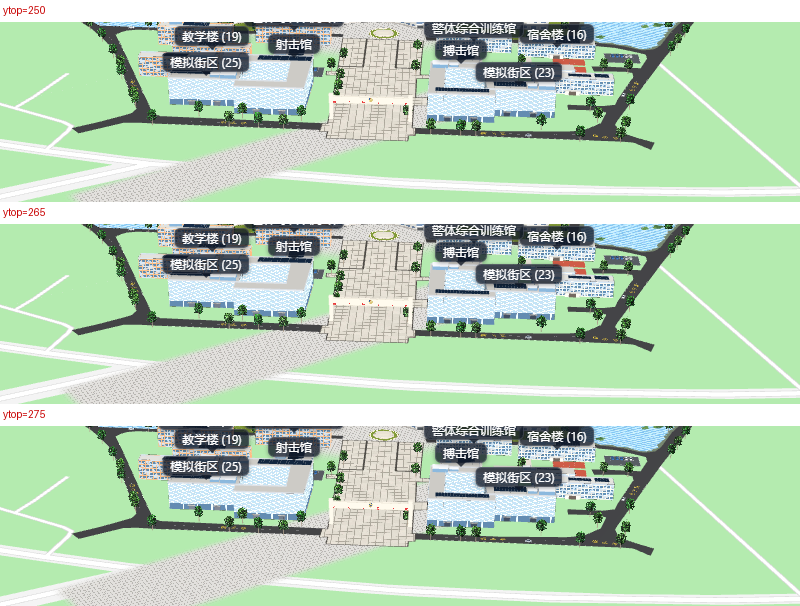 ytop=250
警体综合训练馆
教学楼 (19)
宿舍楼 (16)
射击馆
搏击馆
模拟街区 (25)
模拟街区 (23)
ytop=265
警体综合训练馆
教学楼 (19)
宿舍楼 (16)
射击馆
搏击馆
模拟街区 (25)
模拟街区 (23)
ytop=275
警体综合训练馆
教学楼 (19)
宿舍楼 (16)
射击馆
搏击馆
模拟街区 (25)
模拟街区 (23)